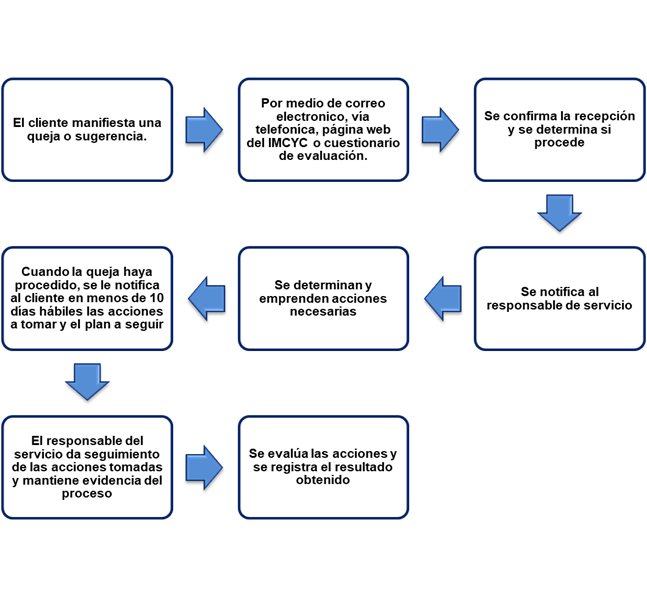 El cliente manifiesta una
queja o sugerencia.
Por medio de correo
electronico, vía
telefoníca, página web
del IMCYC o cuestionario
de evaluación.
Se confirma la recepción
y se determina si
procede
Se notifica al
responsable de servicio
Se determinan y
emprenden acciones
necesarias
Cuando la queja haya
procedido, se le notifica
al cliente en menos de 10
días hábiles las acciones
a tomar y el plan a seguir
El responsable del
servicio da seguimiento
de las acciones tomadas
y mantiene evidencia del
proceso
Se evalúa las acciones y
se registra el resultado
obtenido